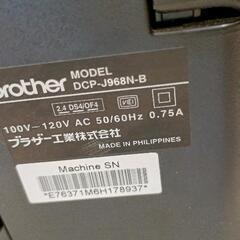 brother MODEL
DCP-J968N-B
2.4 DS4/OF4
100V-120V AC 50/60Hz 0.75A
ブラザー工業株式会社
MADE IN PHILIPPINES
Machine SN
*E76371M6H178937*